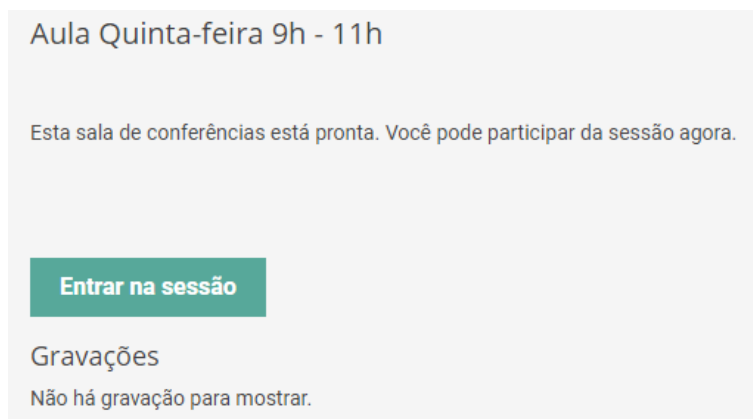 Aula Quinta-feira 9h - 11h
Esta sala de conferências está pronta. Você pode participar da sessão agora.
Entrar na sessão
Gravações
Não há gravação para mostrar.